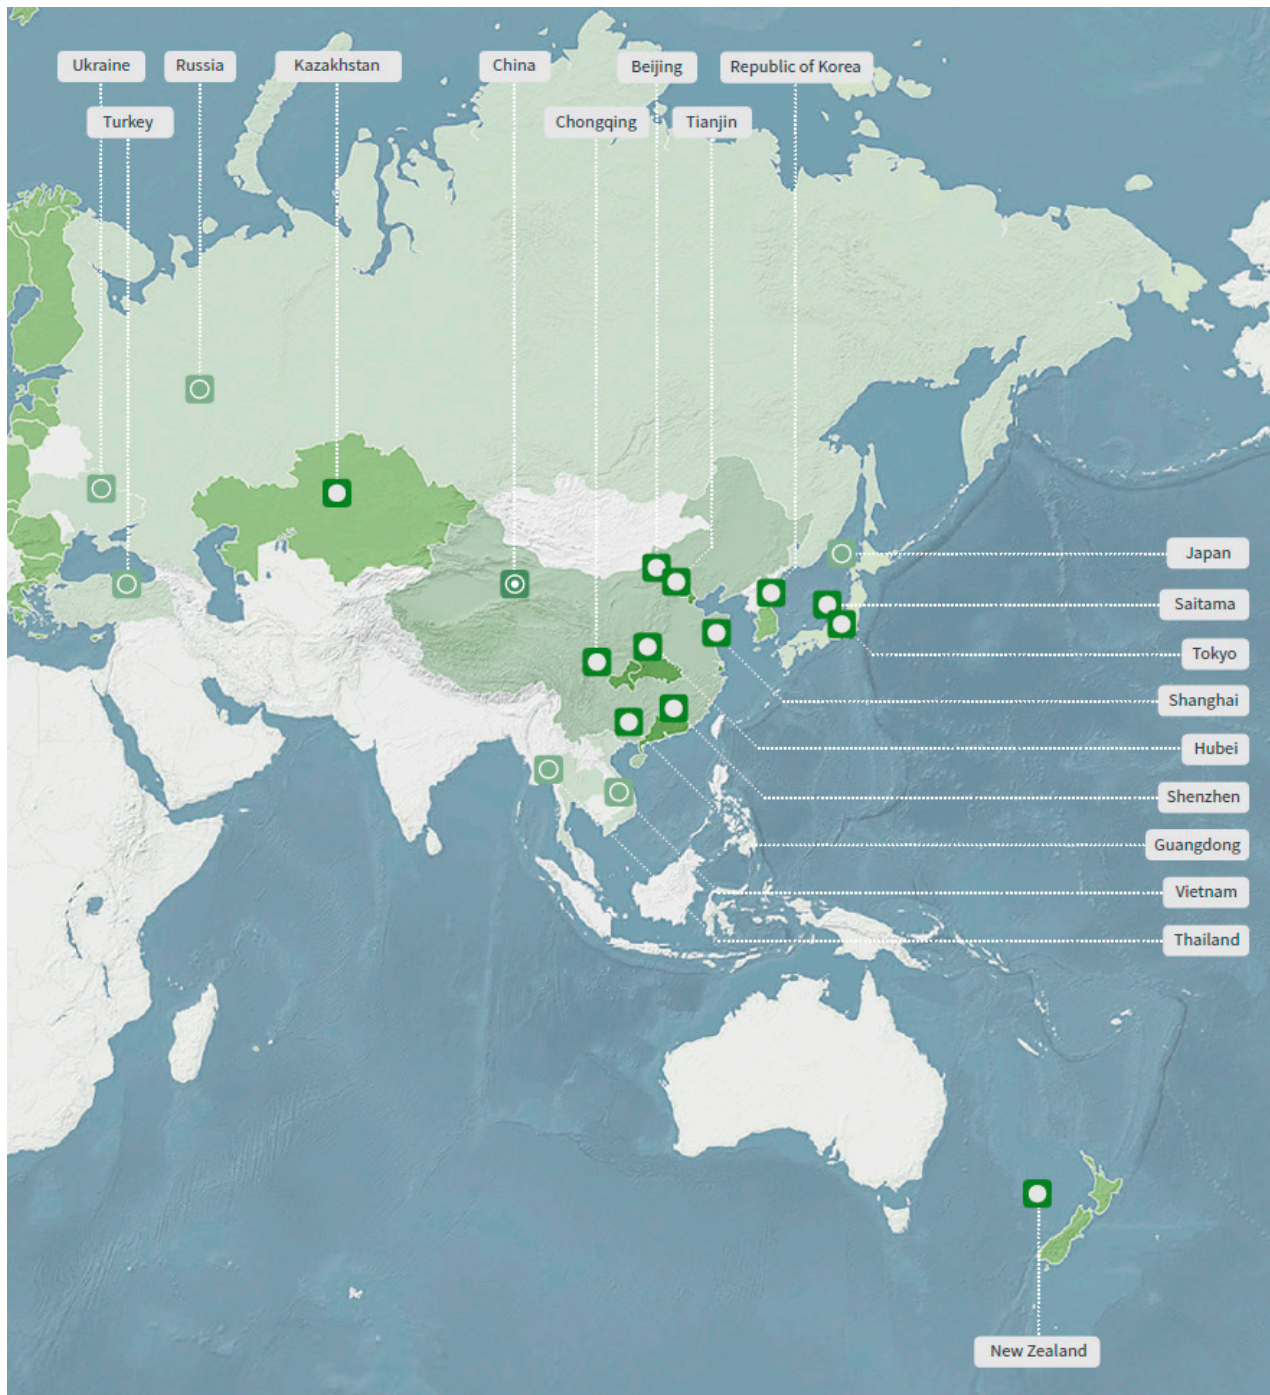 Ukraine
Russia
Kazakhstan
China
Beijing
Republic of Korea
Turkey
Chongqing
Tianjin
Japan
Saitama
Tokyo
Shanghai
Hubei
Shenzhen
Guangdong
Vietnam
Thailand
New Zealand